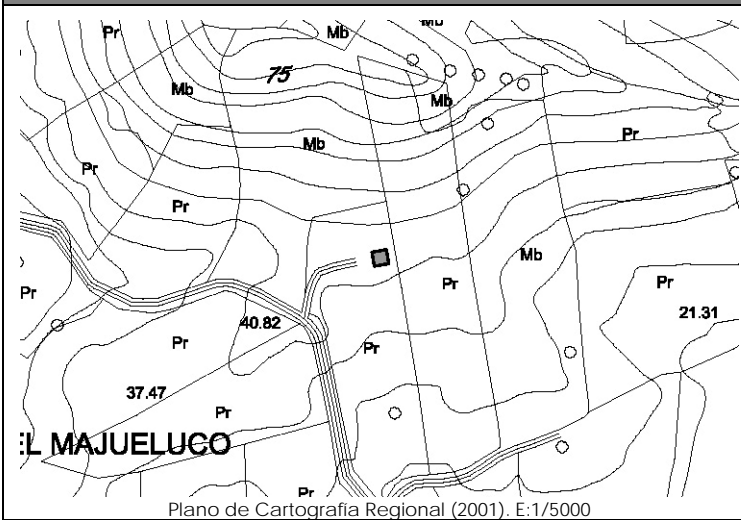 Pr
Mb
Mb
75
Mb
Mb
Mb
Pr
Pr
Pr
Mb
Pr
Pr
Pr
21.31
40.82
Pr
Pr
37.47
Pr
EL MAJUELUCO
Pr
Plano de Cartografía Regional (2001). E:1/5000